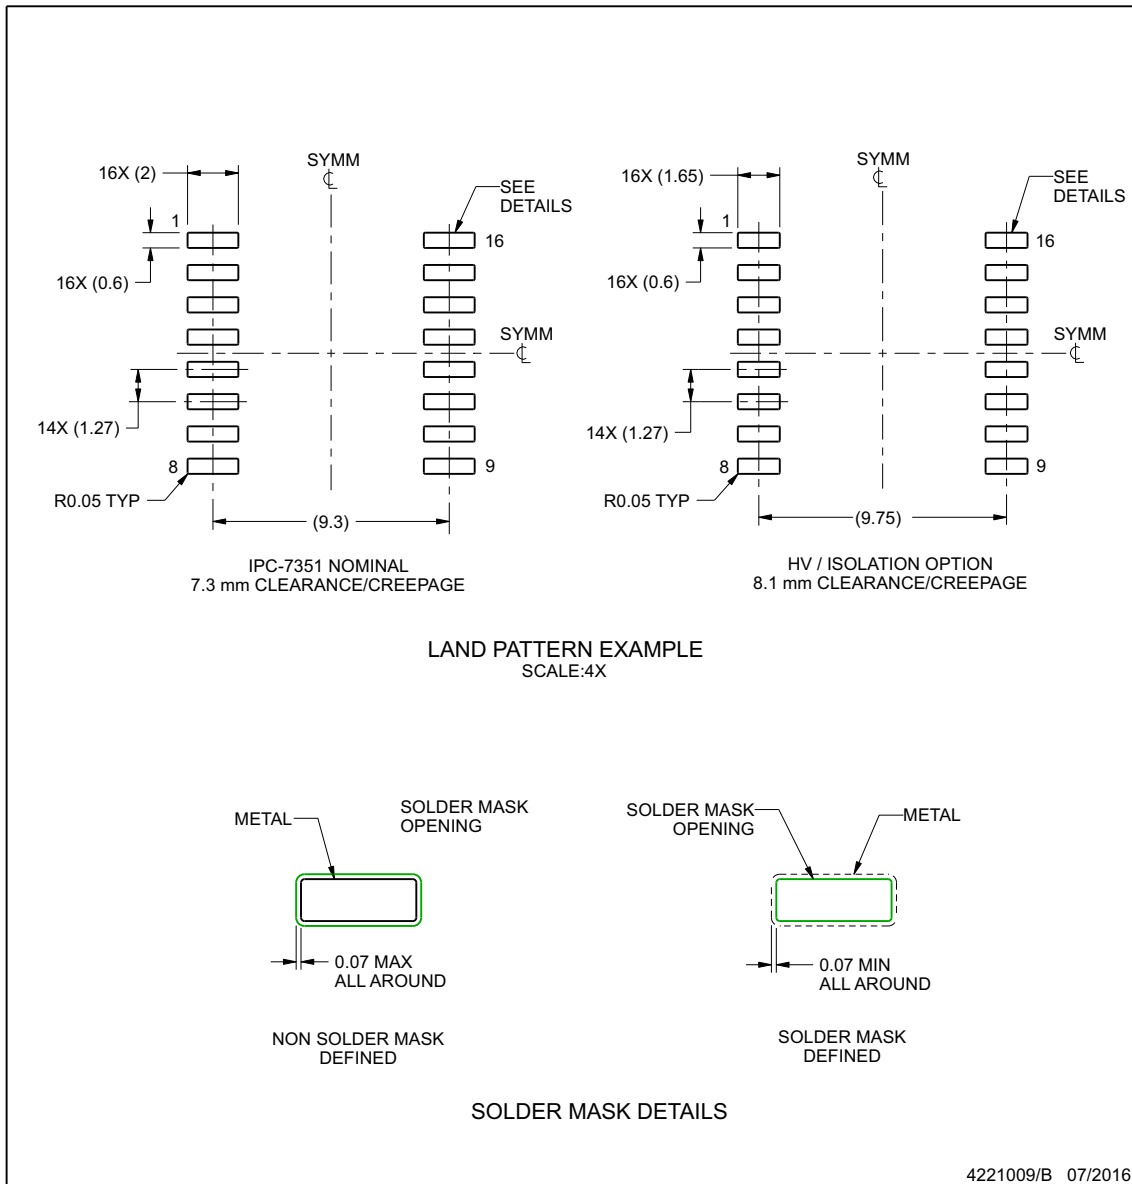 SYMM
16X (2)
SEE
DETAILS
1
16
16X (0.6)
SYMM
14X (1.27)
8
9
R0.05 TYP
(9.3)
IPC-7351 NOMINAL
7.3 mm CLEARANCE/CREEPAGE
SYMM
16X (1.65)
SEE
DETAILS
1
16
16X (0.6)
SYMM
14X (1.27)
8
9
R0.05 TYP
(9.75)
HV / ISOLATION OPTION
8.1 mm CLEARANCE/CREEPAGE
LAND PATTERN EXAMPLE
SCALE:4X
METAL
SOLDER MASK
OPENING
0.07 MAX
ALL AROUND
NON SOLDER MASK
DEFINED
SOLDER MASK
OPENING
METAL
0.07 MIN
ALL AROUND
SOLDER MASK
DEFINED
SOLDER MASK DETAILS
4221009/B 07/2016